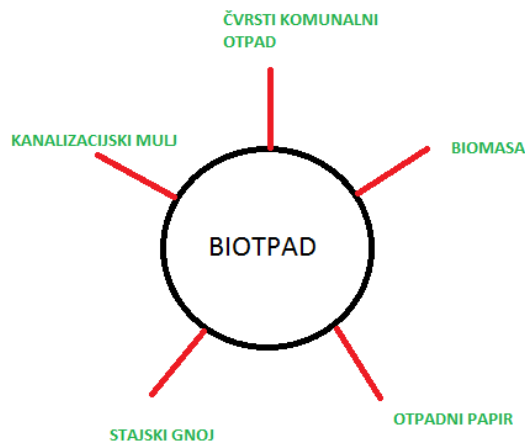 ČVRSTI KOMUNALNI
OTPAD
KANALIZACIJSKI MULJ
BIOMASA
BIOTPAD
OTPADNI PAPIR
STAJSKI GNOJ